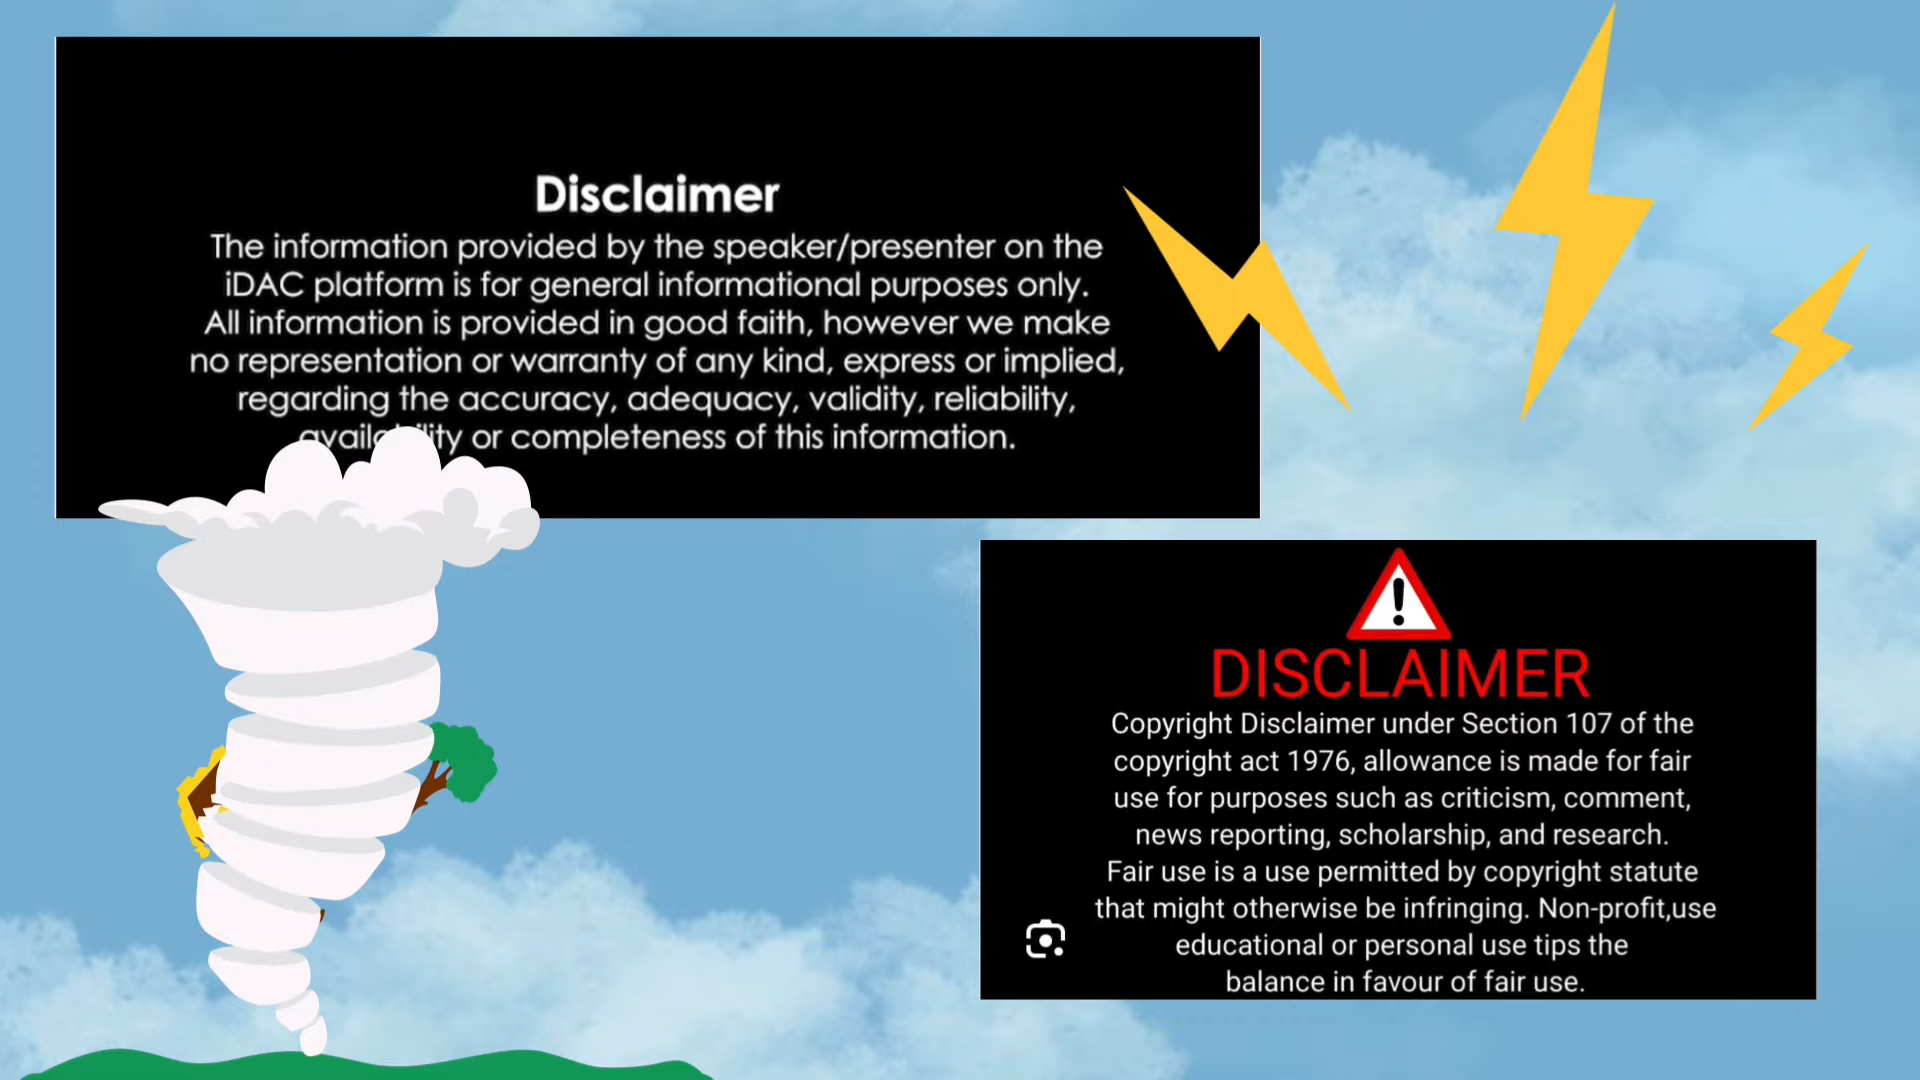 Disclaimer
The information provided by the speaker/presenter on the
iDAC platform is for general informational purposes only.
All information is provided in good faith, however we make
no representation or warranty of any kind, express or implied,
regarding the accuracy, adequacy, validity, reliability,
or completeness of this information.
DISCLAIMER
Copyright Disclaimer under Section 107 of the
copyright act 1976, allowance is made for fair
use for purposes such as criticism, comment,
news reporting, scholarship, and research.
Fair use is a use permitted by copyright statute
that might otherwise be infringing. Non-profit,use
educational or personal use tips the
balance in favour of fair use.